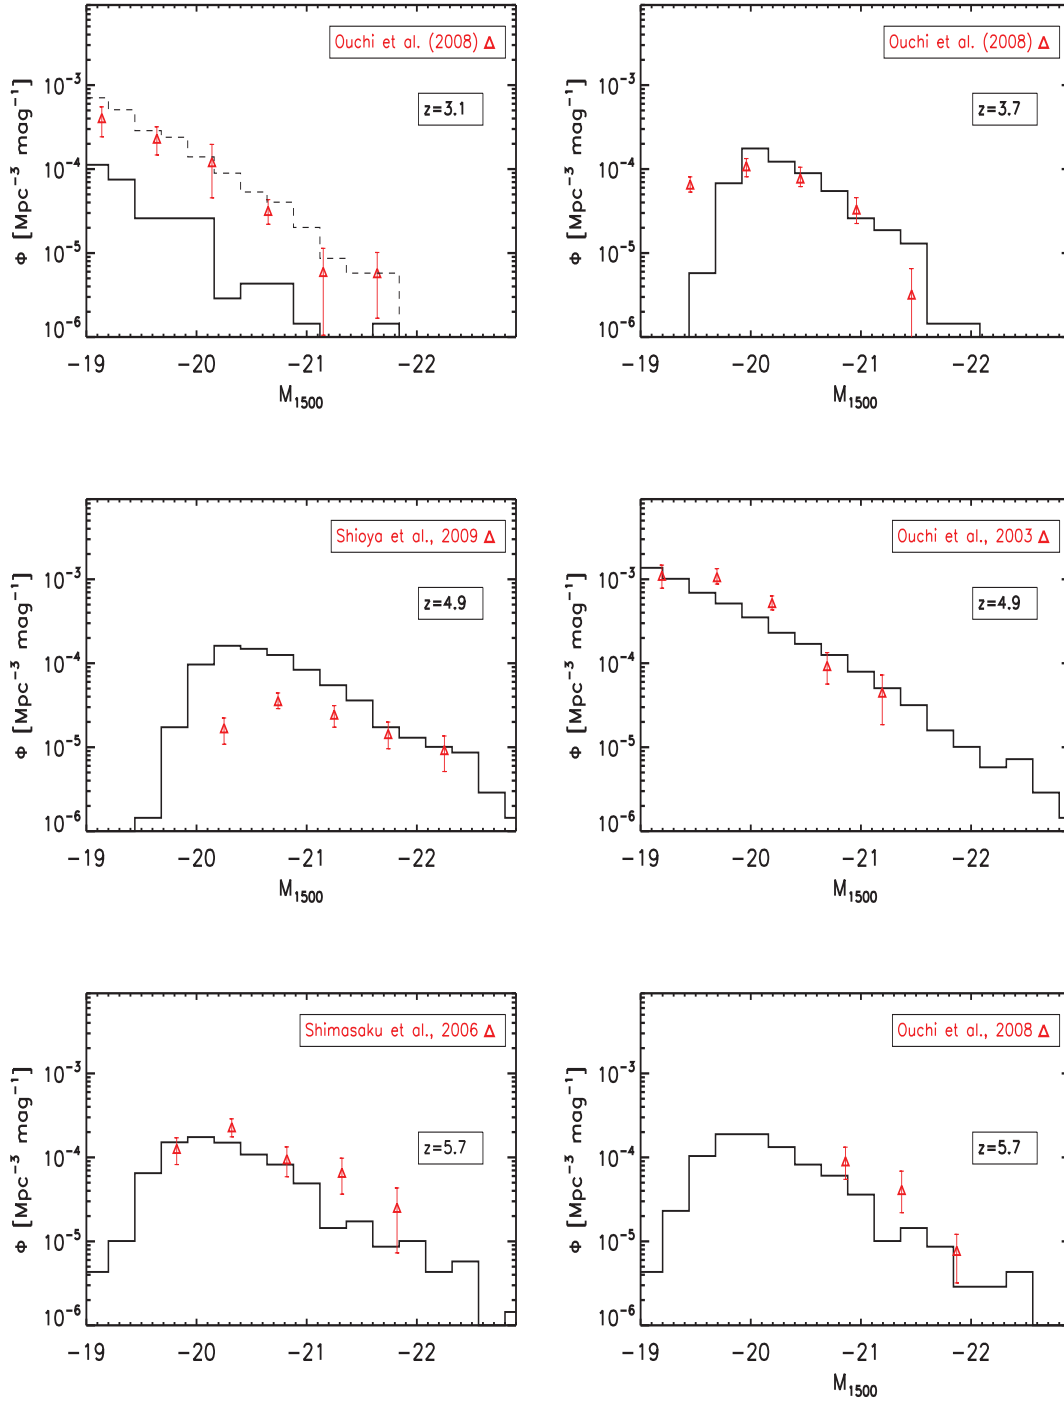 Ouchi et al. (2008) Δ
z=3.1
Φ [Mpc⁻³ mag⁻¹]
10⁻³
10⁻⁴
10⁻⁵
10⁻⁶
-19 -20 -21 -22
M₁₅₀₀
Ouchi et al. (2008) Δ
z=3.7
Φ [Mpc⁻³ mag⁻¹]
10⁻³
10⁻⁴
10⁻⁵
10⁻⁶
-19 -20 -21 -22
M₁₅₀₀
Shioya et al., 2009 Δ
z=4.9
Φ [Mpc⁻³ mag⁻¹]
10⁻³
10⁻⁴
10⁻⁵
10⁻⁶
-19 -20 -21 -22
M₁₅₀₀
Ouchi et al., 2003 Δ
z=4.9
Φ [Mpc⁻³ mag⁻¹]
10⁻³
10⁻⁴
10⁻⁵
10⁻⁶
-19 -20 -21 -22
M₁₅₀₀
Shimasaku et al., 2006 Δ
z=5.7
Φ [Mpc⁻³ mag⁻¹]
10⁻³
10⁻⁴
10⁻⁵
10⁻⁶
-19 -20 -21 -22
Ouchi et al., 2008 Δ
z=5.7
Φ [Mpc⁻³ mag⁻¹]
10⁻³
10⁻⁴
10⁻⁵
10⁻⁶
-19 -20 -21 -22
M₁₅₀₀